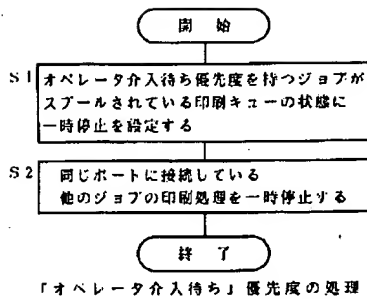 開 始
S1 オペレータ介入待ち優先度を持つジョブが
スプールされている印刷キューの状態に
一時停止を設定する
S2 同じポートに接続している
他のジョブの印刷処理を一時停止する
終 了
「オペレータ介入待ち」優先度の処理